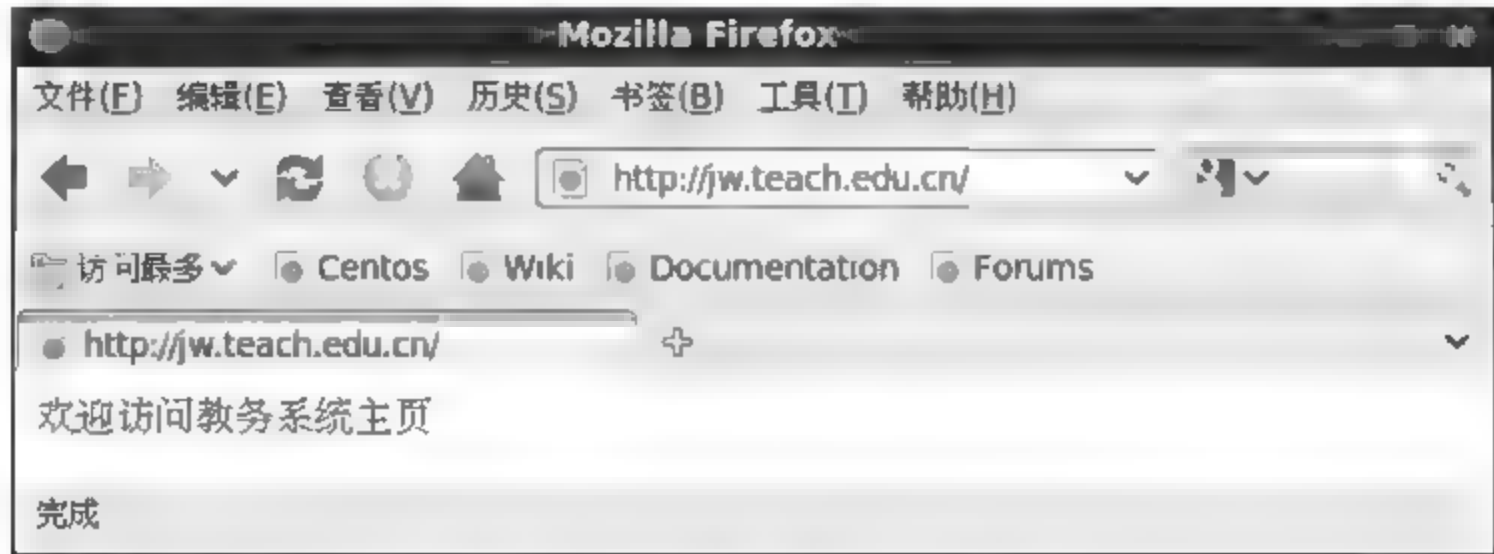 Mozilla Firefox
文件(F) 编辑(E) 查看(V) 历史(S) 书签(B) 工具(T) 帮助(H)
http://jw.teach.edu.cn/
访问最多 Centos Wiki Documentation Forums
http://jw.teach.edu.cn/
欢迎访问教务系统主页
完成